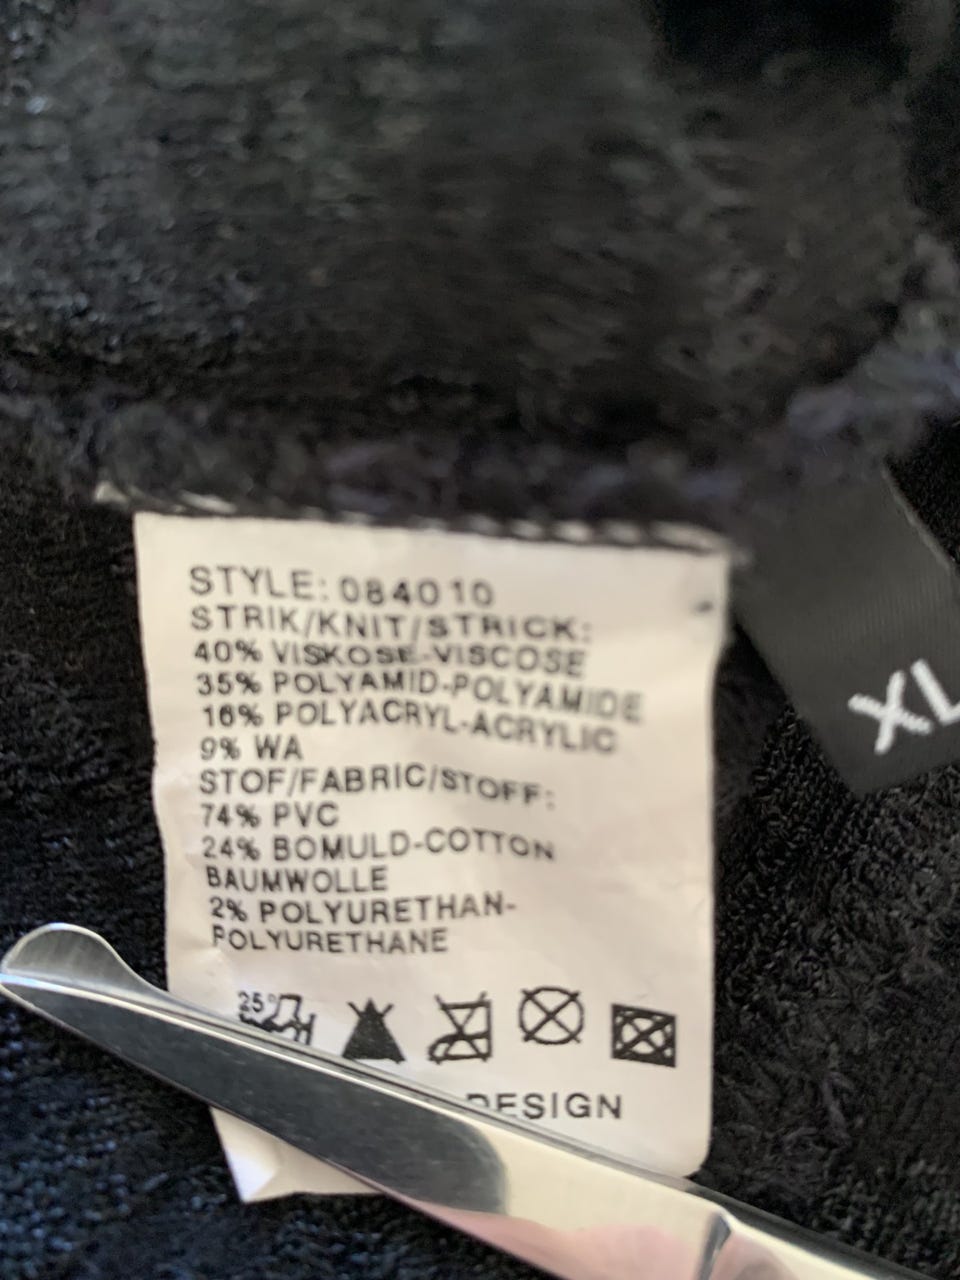 STYLE: 084010
STRIK/KNIT/STRICK:
40% VISKOSE-VISCOSE
35% POLYAMID-POLYAMIDE
16% POLYACRYL-ACRYLIC
9% WA
STOF/FABRIC/STOFF:
74% PVC
24% BOMULD-COTTON
BAUMWOLLE
2% POLYURETHAN-
POLYURETHANE
25°
DESIGN
XL